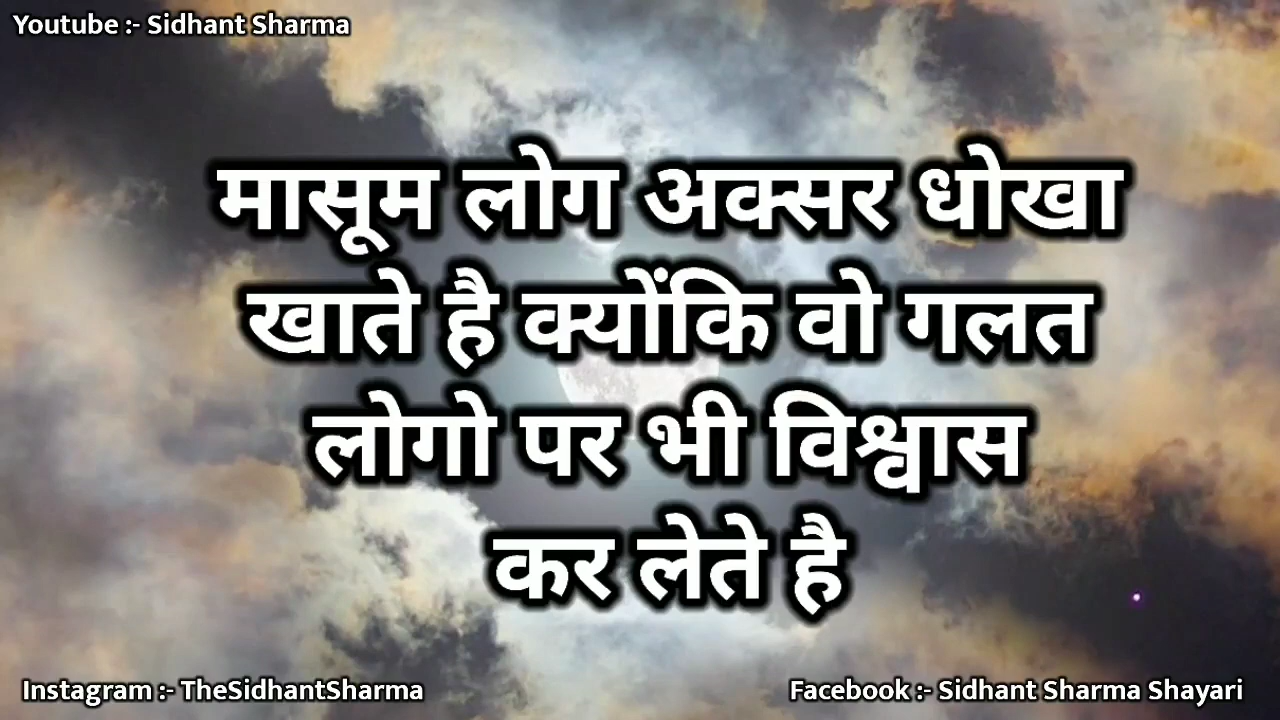 Youtube :- Sidhant Sharma
मासूम लोग अक्सर धोखा
खाते है क्योंकि वो गलत
लोगो पर भी विश्वास
कर लेते है
Instagram :- TheSidhantSharma
Facebook :- Sidhant Sharma Shayari